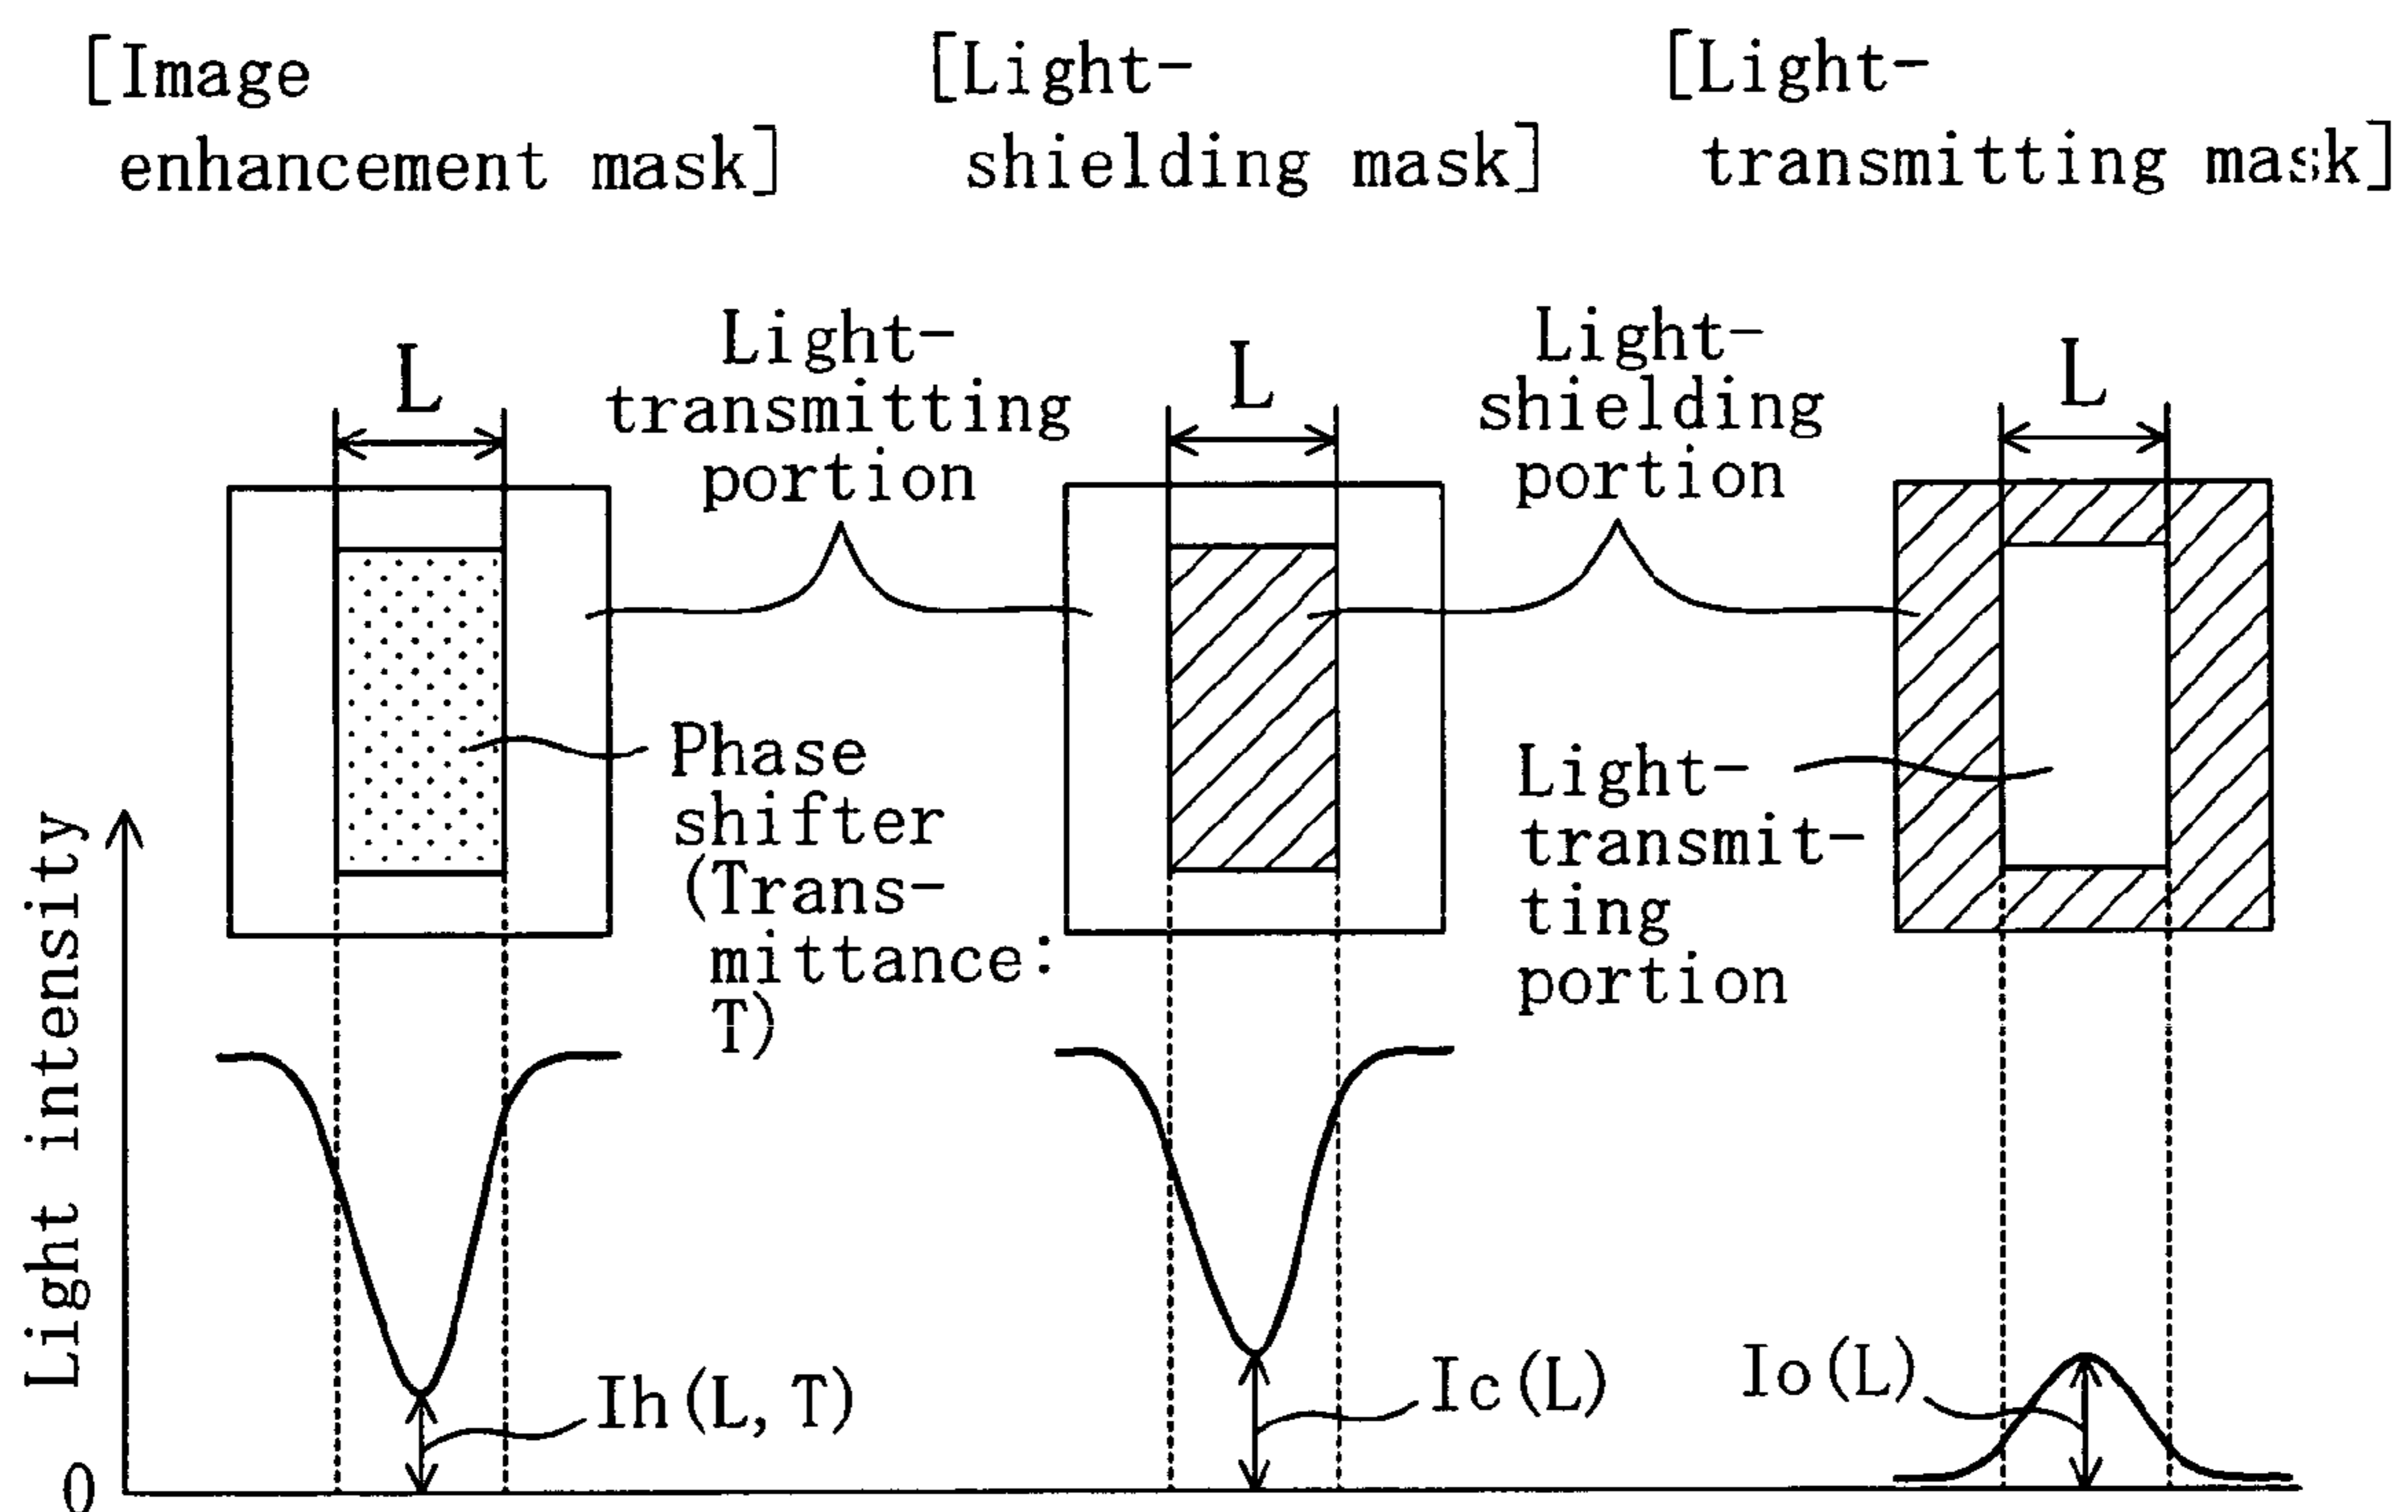 [Image
enhancement mask]
[Light-
shielding mask]
[Light-
transmitting mask]
L
Light-
transmitting
portion
L
Light-
shielding
portion
L
Phase
shifter
(Trans-
mittance:
T)
Light-
transmit-
ting
portion
Light intensity
Ih(L,T)
Ic(L)
Io(L)
0